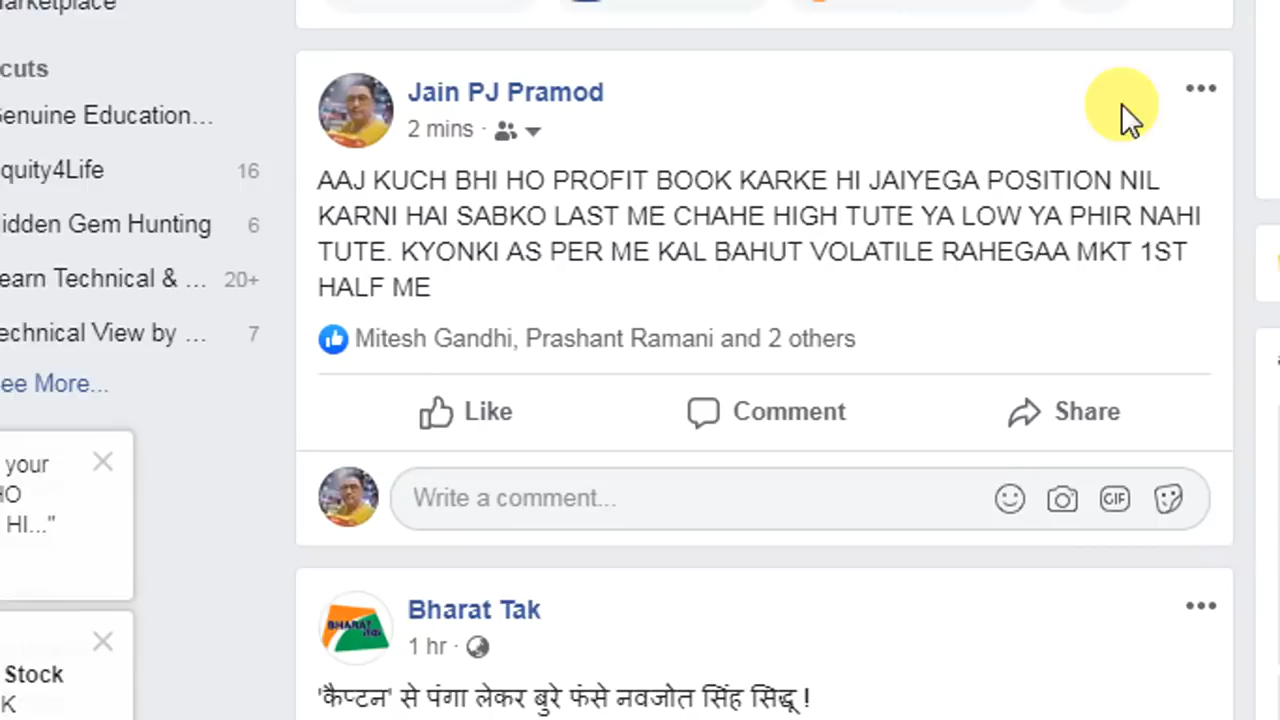 arketplace
cuts
enuine Education...
quity4Life 16
idden Gem Hunting 6
earn Technical & ... 20+
echnical View by ... 7
ee More...
your
HO
HI..."
Stock
K
Jain PJ Pramod
2 mins ·
AAJ KUCH BHI HO PROFIT BOOK KARKE HI JAIYEGA POSITION NIL
KARNI HAI SABKO LAST ME CHAHE HIGH TUTE YA LOW YA PHIR NAHI
TUTE. KYONKI AS PER ME KAL BAHUT VOLATILE RAHEGAA MKT 1ST
HALF ME
Mitesh Gandhi, Prashant Ramani and 2 others
Like Comment Share
Write a comment...
GIF
Bharat Tak
BHARAT तक
1 hr ·
'कैप्टन' से पंगा लेकर बुरे फंसे नवजोत सिंह सिद्धू !